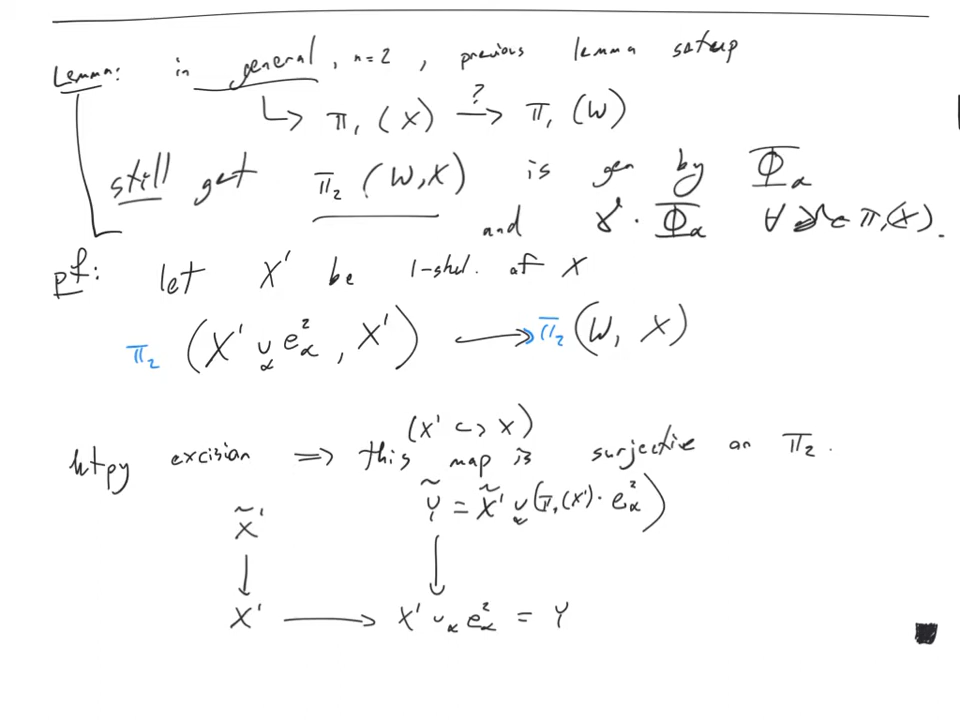 Lemma: in general, n=2, previous lemma setup
↳ π₁(X) →? π₁(W)
still get π₂(W,X) is gen by Φ_α
and γ · Φ_α ∀ γ ∈ π₁(X).
pf: let X' be 1-skel. of X
π₂ (X' ∪_α e²_α, X') ⟶ π₂ (W, X)
(X' ↪ X)
htpy excision ⟹ this map is surjective on π₂.
X̃' Ỹ = X̃' ∪_α (π₁(X') · e²_α)
↓ ↓
X' ⟶ X' ∪_α e²_α = Y